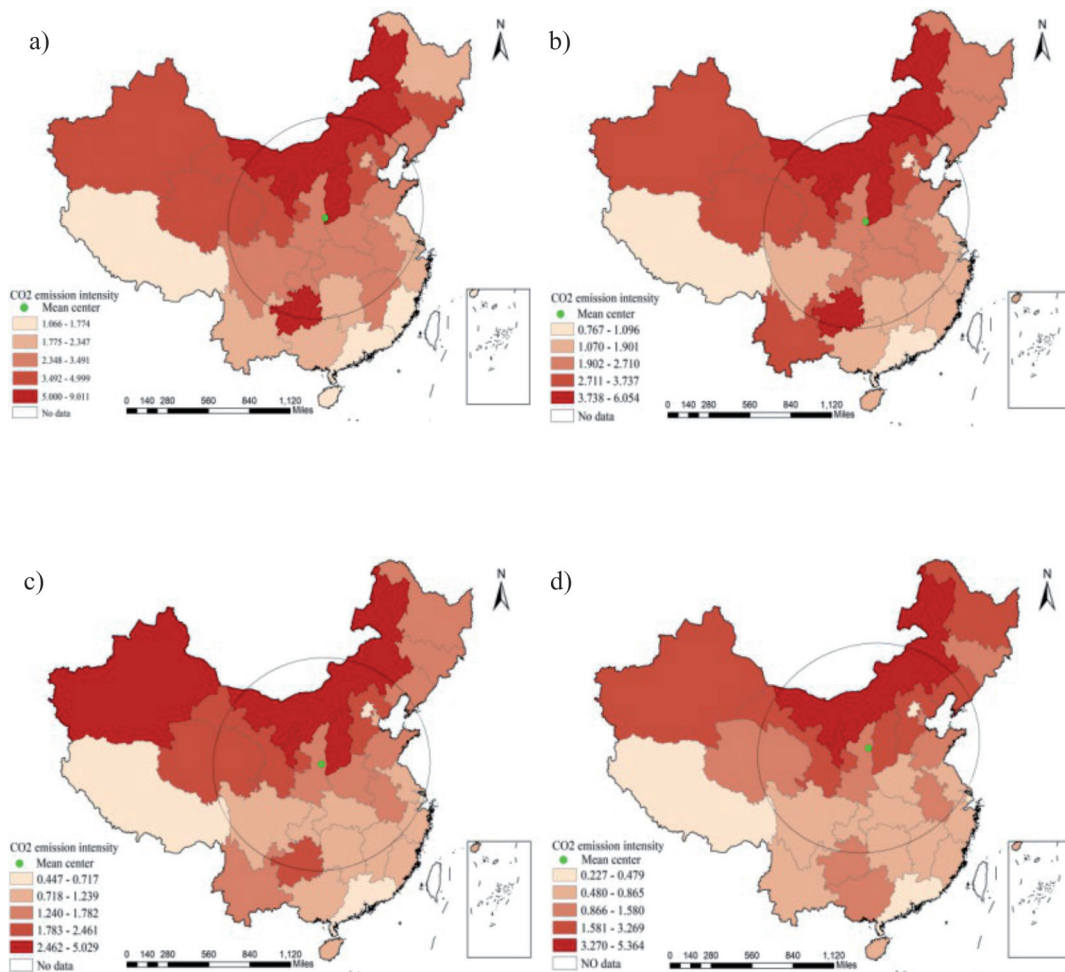 a)
N
CO2 emission intensity
Mean center
1.066 - 1.774
1.775 - 2.347
2.348 - 3.491
3.492 - 4.999
5.000 - 9.011
No data
0 140 280 560 840 1,120
Miles
b)
N
CO2 emission intensity
Mean center
0.767 - 1.096
1.070 - 1.901
1.902 - 2.710
2.711 - 3.737
3.738 - 6.054
No data
0 140 280 560 840 1,120
Miles
c)
N
CO2 emission intensity
Mean center
0.447 - 0.717
0.718 - 1.239
1.240 - 1.782
1.783 - 2.461
2.462 - 5.029
No data
0 140 280 560 840 1,120
Miles
d)
N
CO2 emission intensity
Mean center
0.227 - 0.479
0.480 - 0.865
0.866 - 1.580
1.581 - 3.269
3.270 - 5.364
NO data
0 140 280 560 840 1,120
Miles